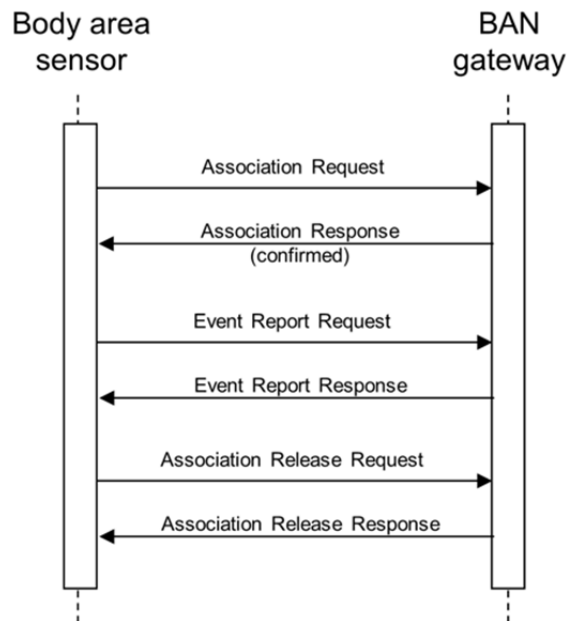 Body area
sensor
BAN
gateway
Association Request
Association Response
(confirmed)
Event Report Request
Event Report Response
Association Release Request
Association Release Response